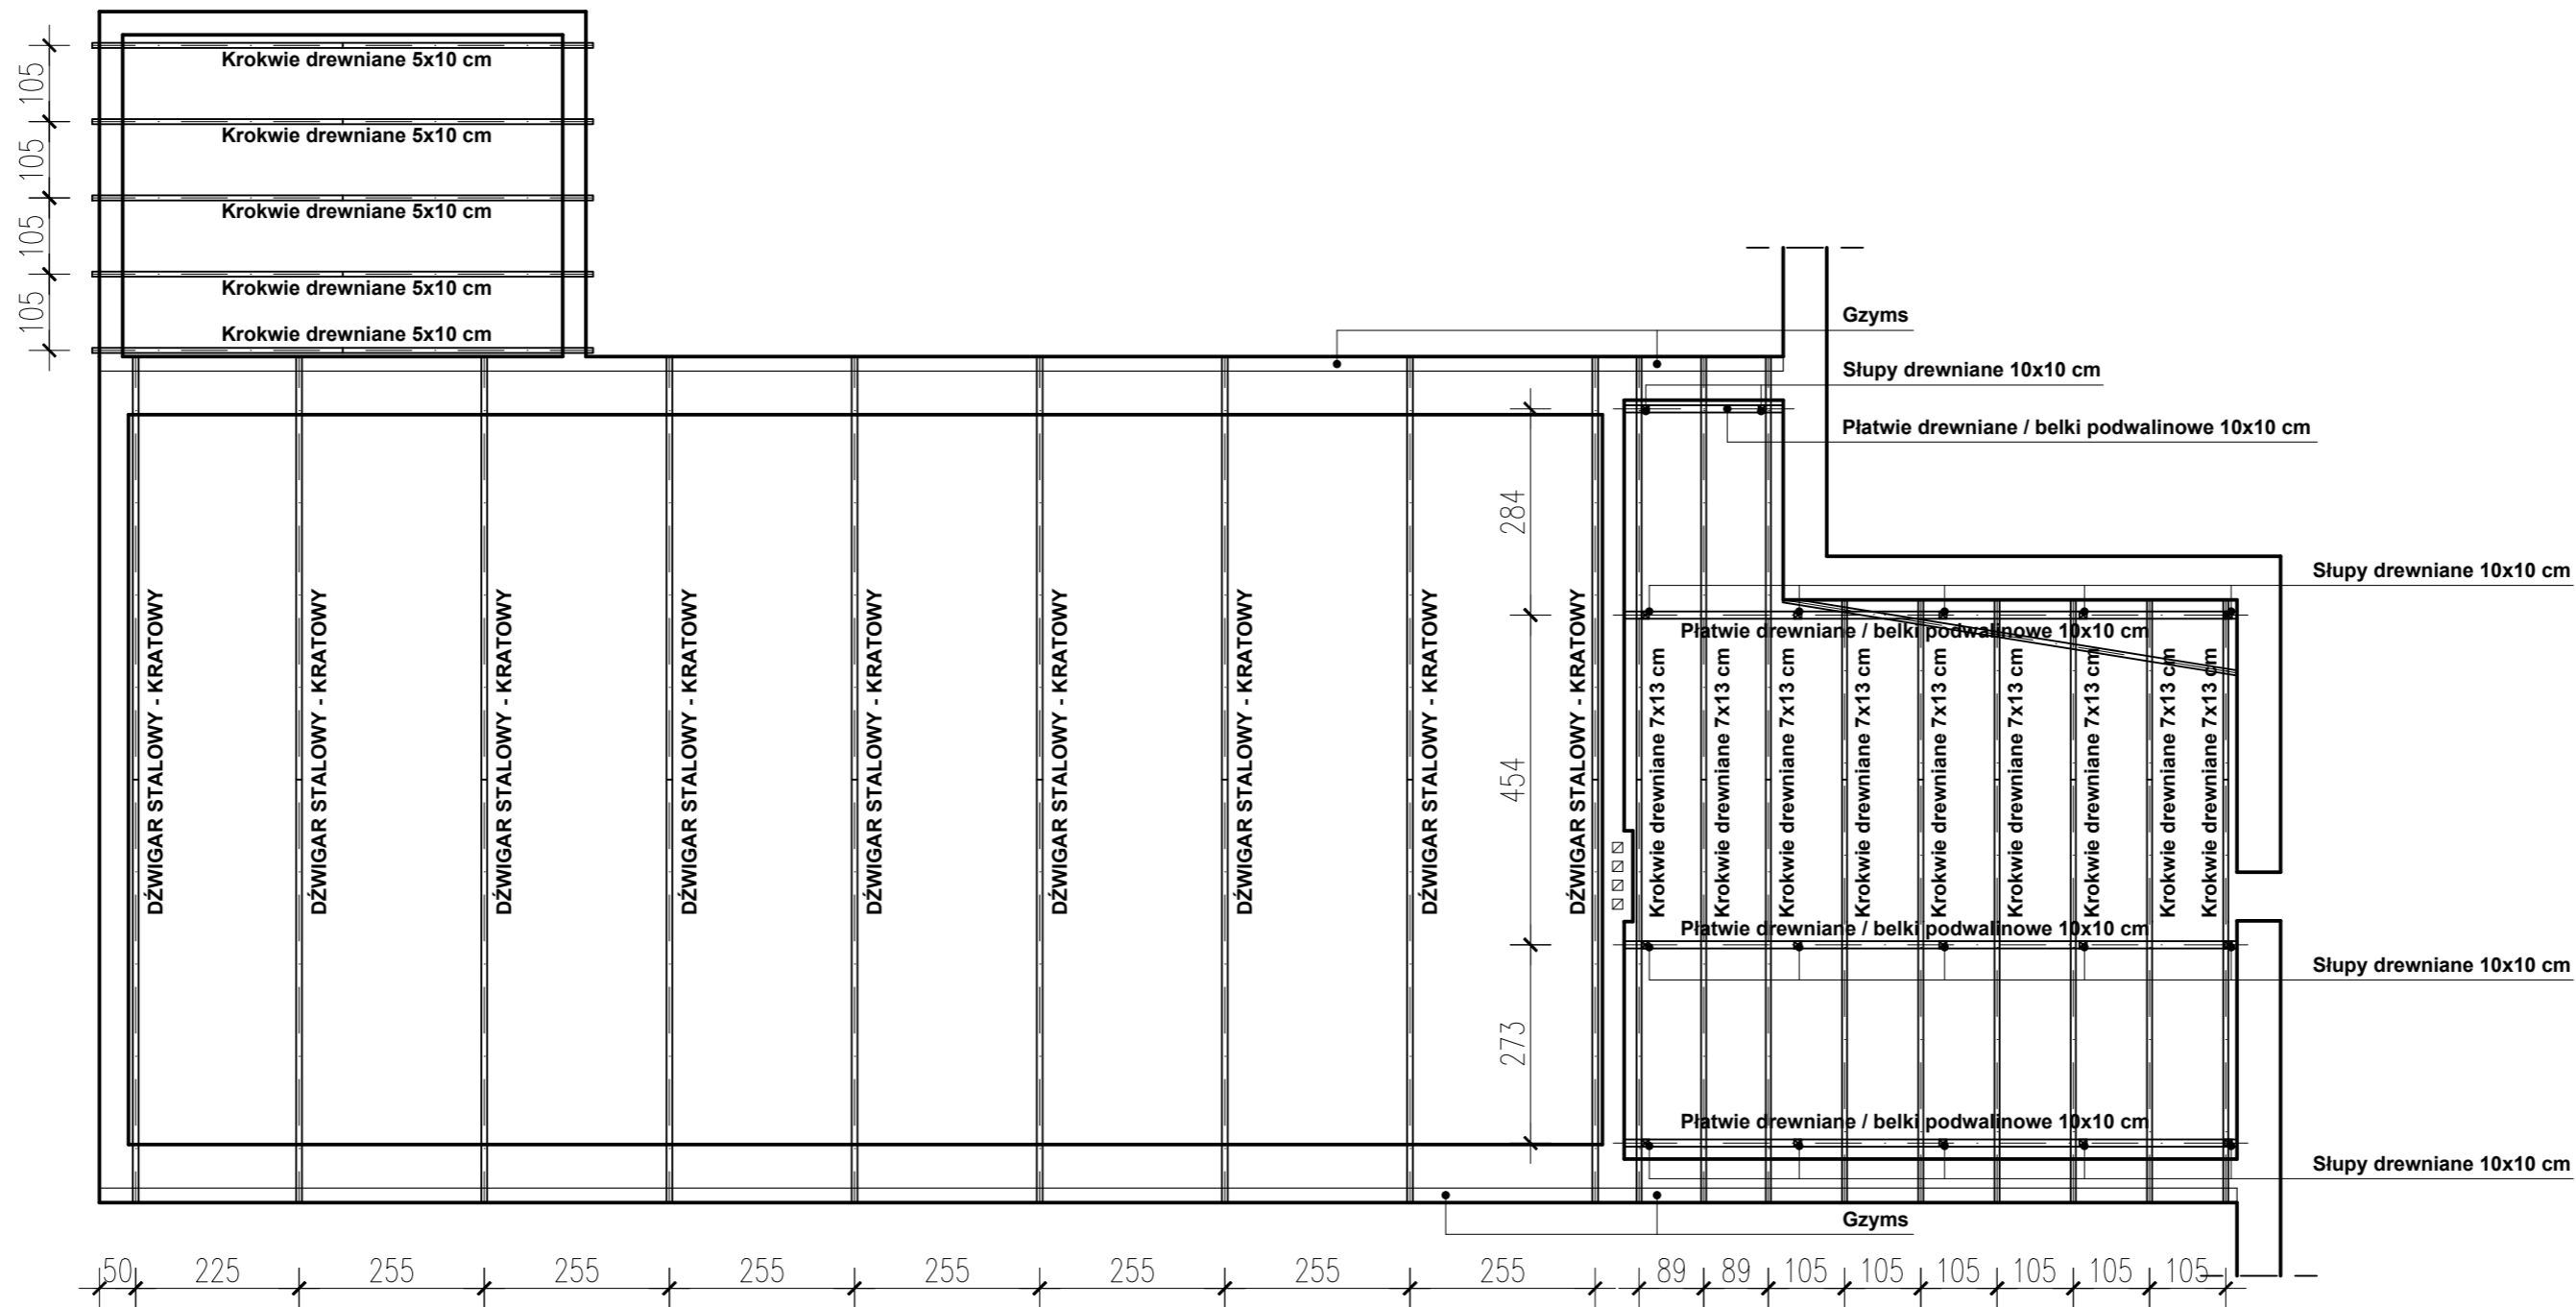 Krokwie drewniane 5x10 cm
Krokwie drewniane 5x10 cm
Krokwie drewniane 5x10 cm
Krokwie drewniane 5x10 cm
Krokwie drewniane 5x10 cm
105
105
105
105
Gzyms
Słupy drewniane 10x10 cm
Płatwie drewniane / belki podwalinowe 10x10 cm
Słupy drewniane 10x10 cm
Płatwie drewniane / belki podwalinowe 10x10 cm
284
454
273
DŹWIGAR STALOWY - KRATOWY
DŹWIGAR STALOWY - KRATOWY
DŹWIGAR STALOWY - KRATOWY
DŹWIGAR STALOWY - KRATOWY
DŹWIGAR STALOWY - KRATOWY
DŹWIGAR STALOWY - KRATOWY
DŹWIGAR STALOWY - KRATOWY
DŹWIGAR STALOWY - KRATOWY
DŹWIGAR STALOWY - KRATOWY
Krokwie drewniane 7x13 cm
Krokwie drewniane 7x13 cm
Krokwie drewniane 7x13 cm
Krokwie drewniane 7x13 cm
Krokwie drewniane 7x13 cm
Krokwie drewniane 7x13 cm
Krokwie drewniane 7x13 cm
Krokwie drewniane 7x13 cm
Krokwie drewniane 7x13 cm
Płatwie drewniane / belki podwalinowe 10x10 cm
Słupy drewniane 10x10 cm
Płatwie drewniane / belki podwalinowe 10x10 cm
Słupy drewniane 10x10 cm
Gzyms
50 225 255 255 255 255 255 255 255 89 89 105 105 105 105 105 105